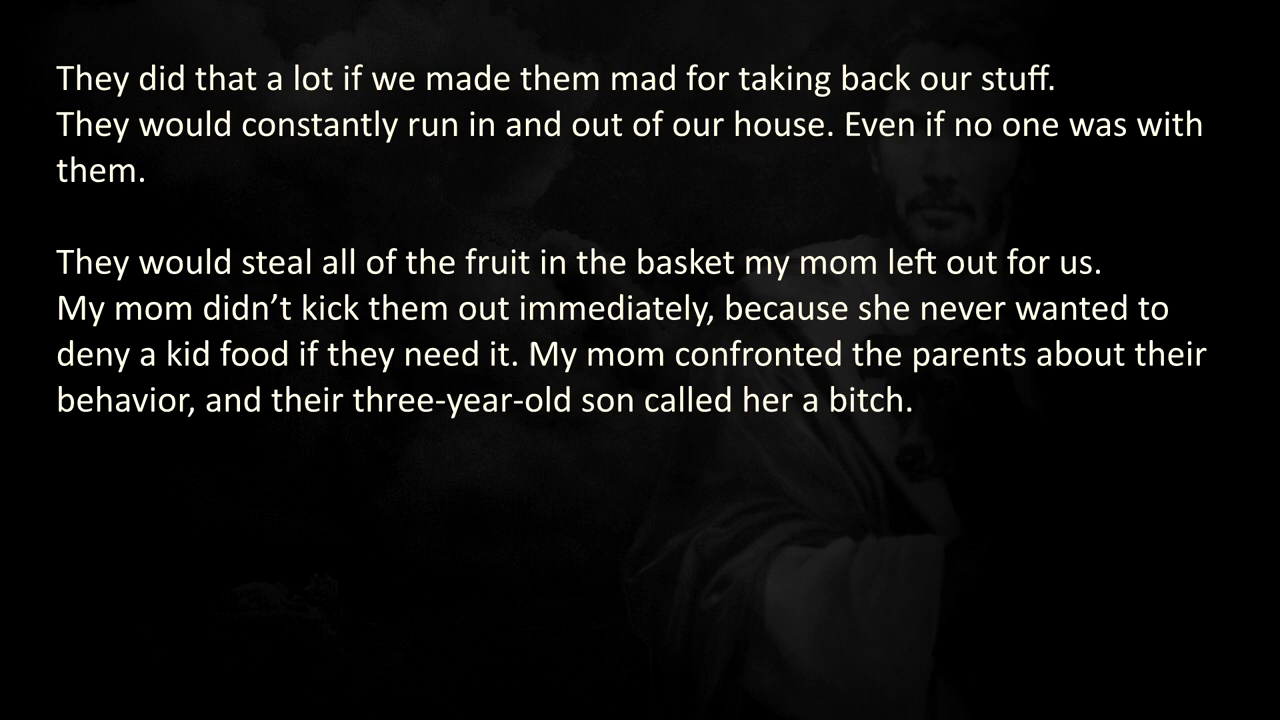 They did that a lot if we made them mad for taking back our stuff.
They would constantly run in and out of our house. Even if no one was with
them.
They would steal all of the fruit in the basket my mom left out for us.
My mom didn’t kick them out immediately, because she never wanted to
deny a kid food if they need it. My mom confronted the parents about their
behavior, and their three-year-old son called her a bitch.